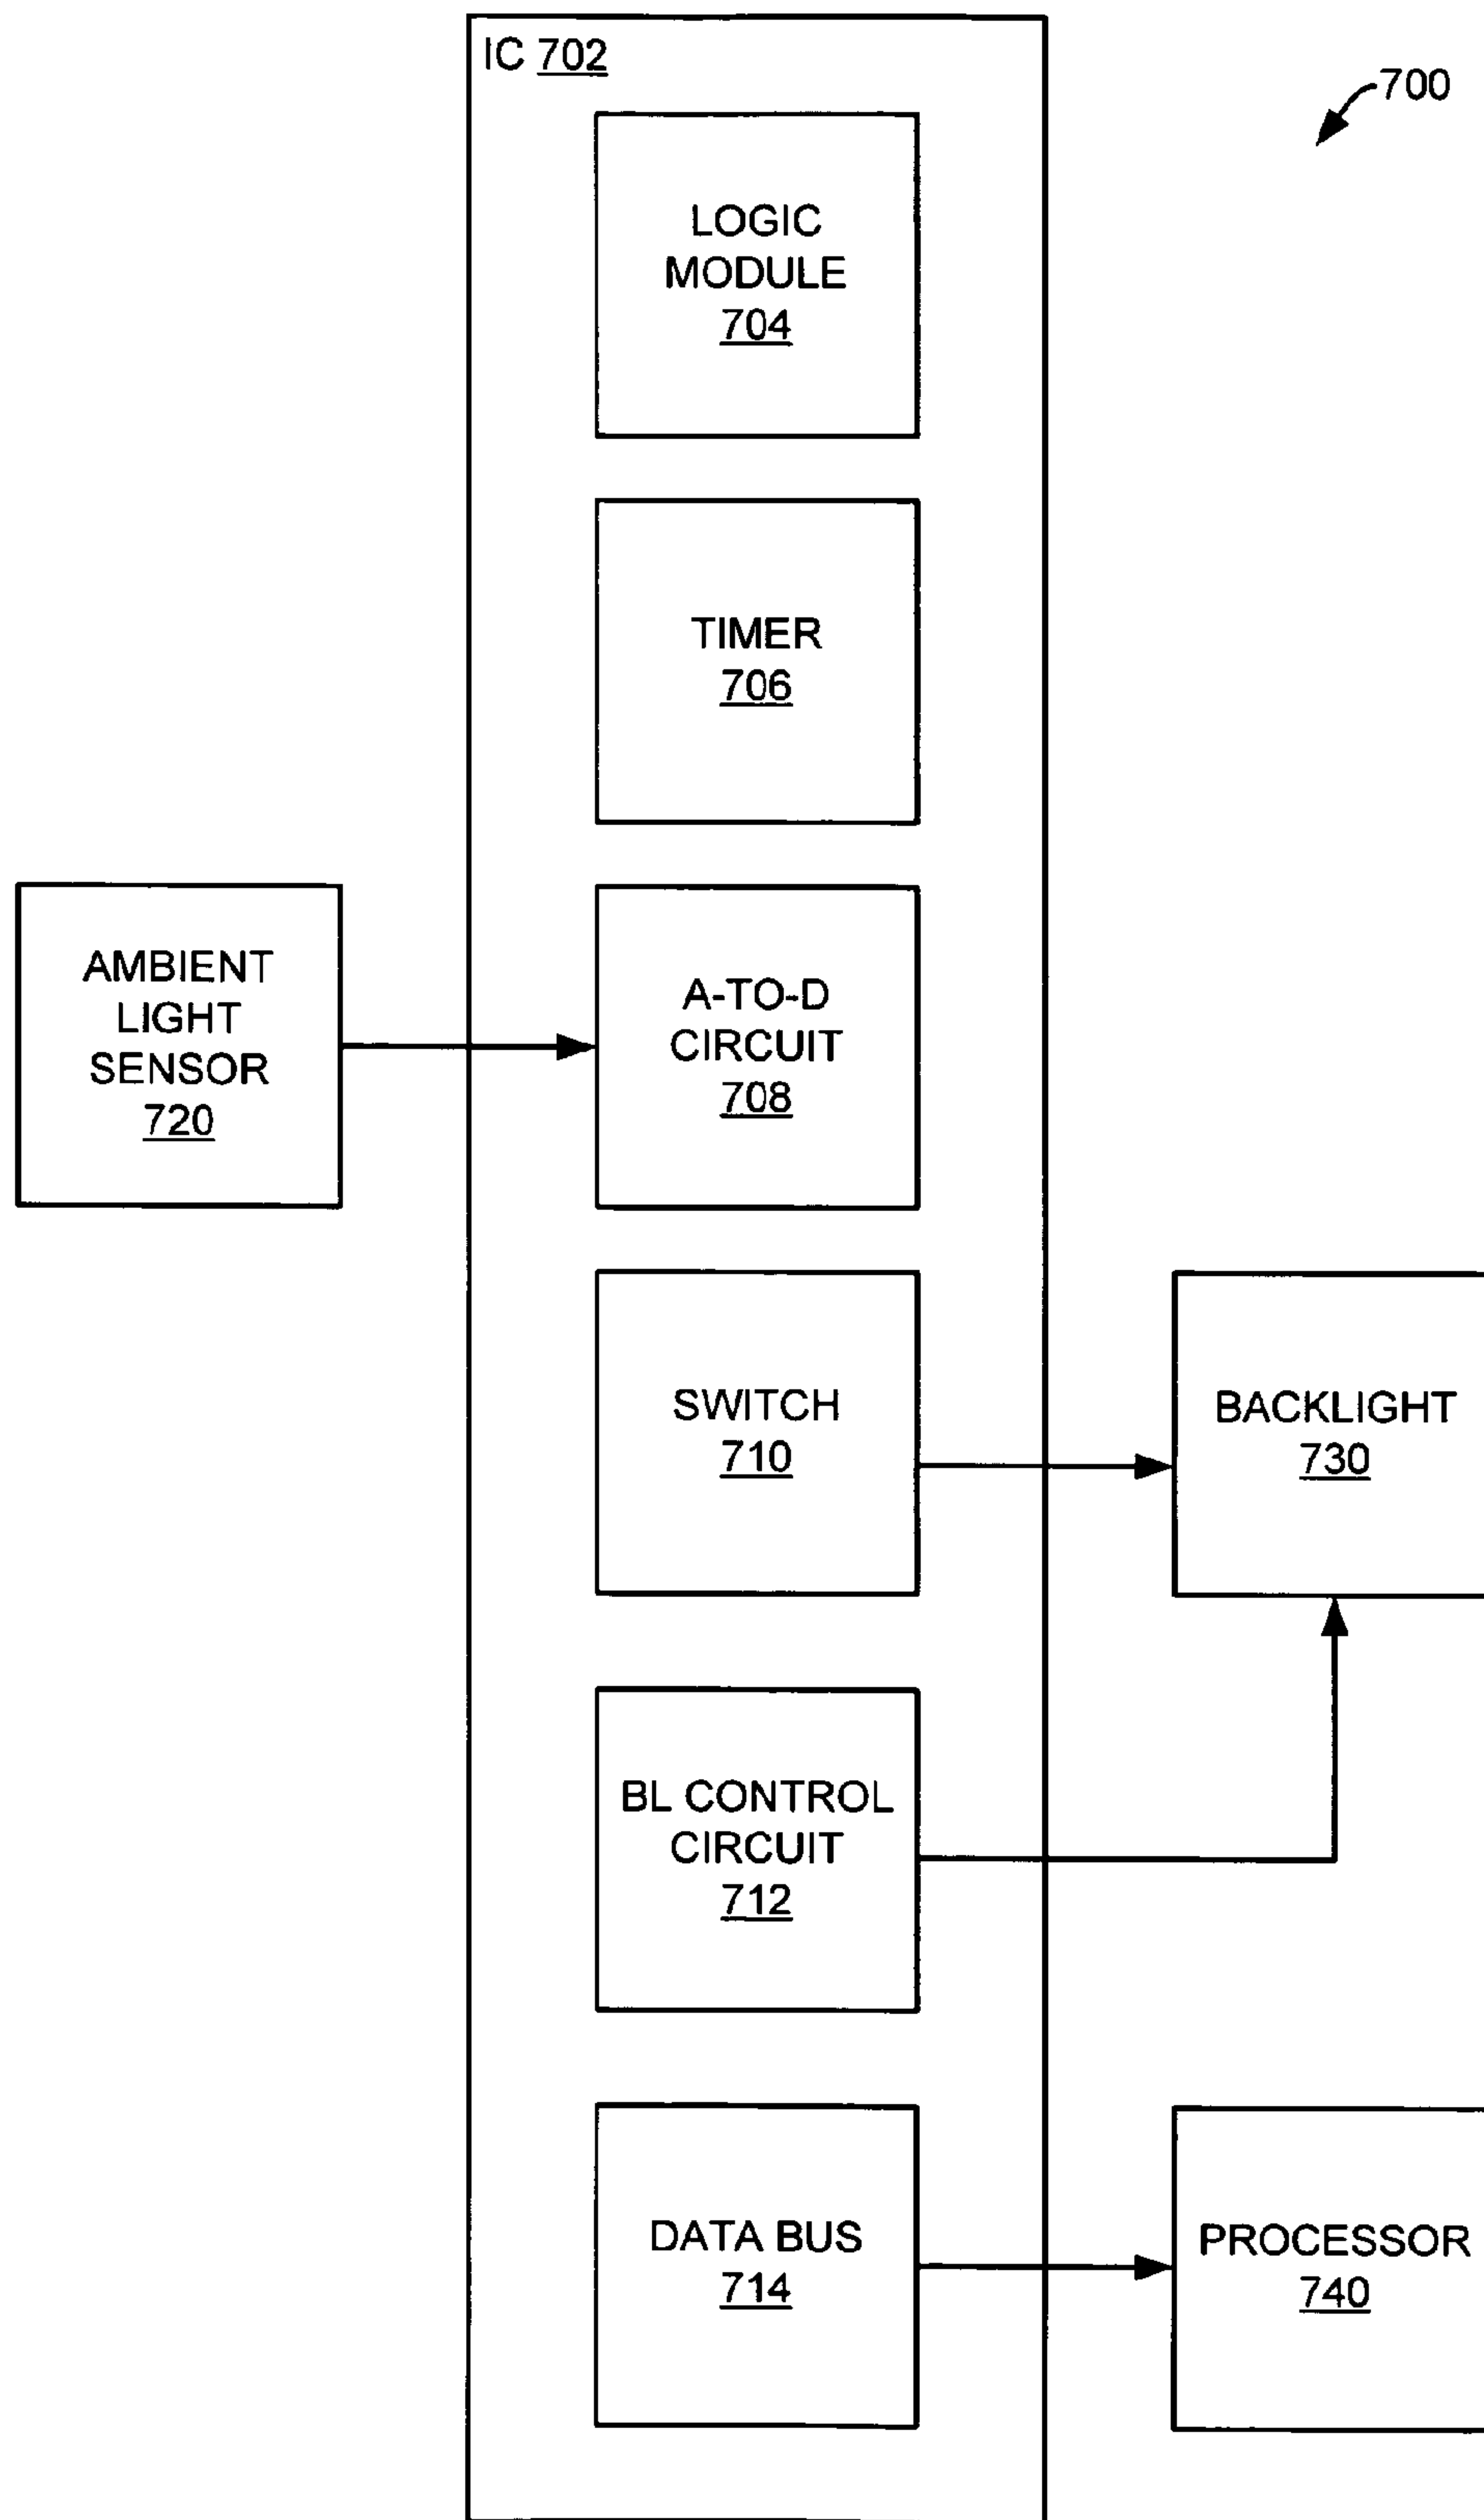 IC 702
700
LOGIC
MODULE
704
TIMER
706
AMBIENT
LIGHT
SENSOR
720
A-TO-D
CIRCUIT
708
SWITCH
710
BACKLIGHT
730
BL CONTROL
CIRCUIT
712
DATA BUS
714
PROCESSOR
740